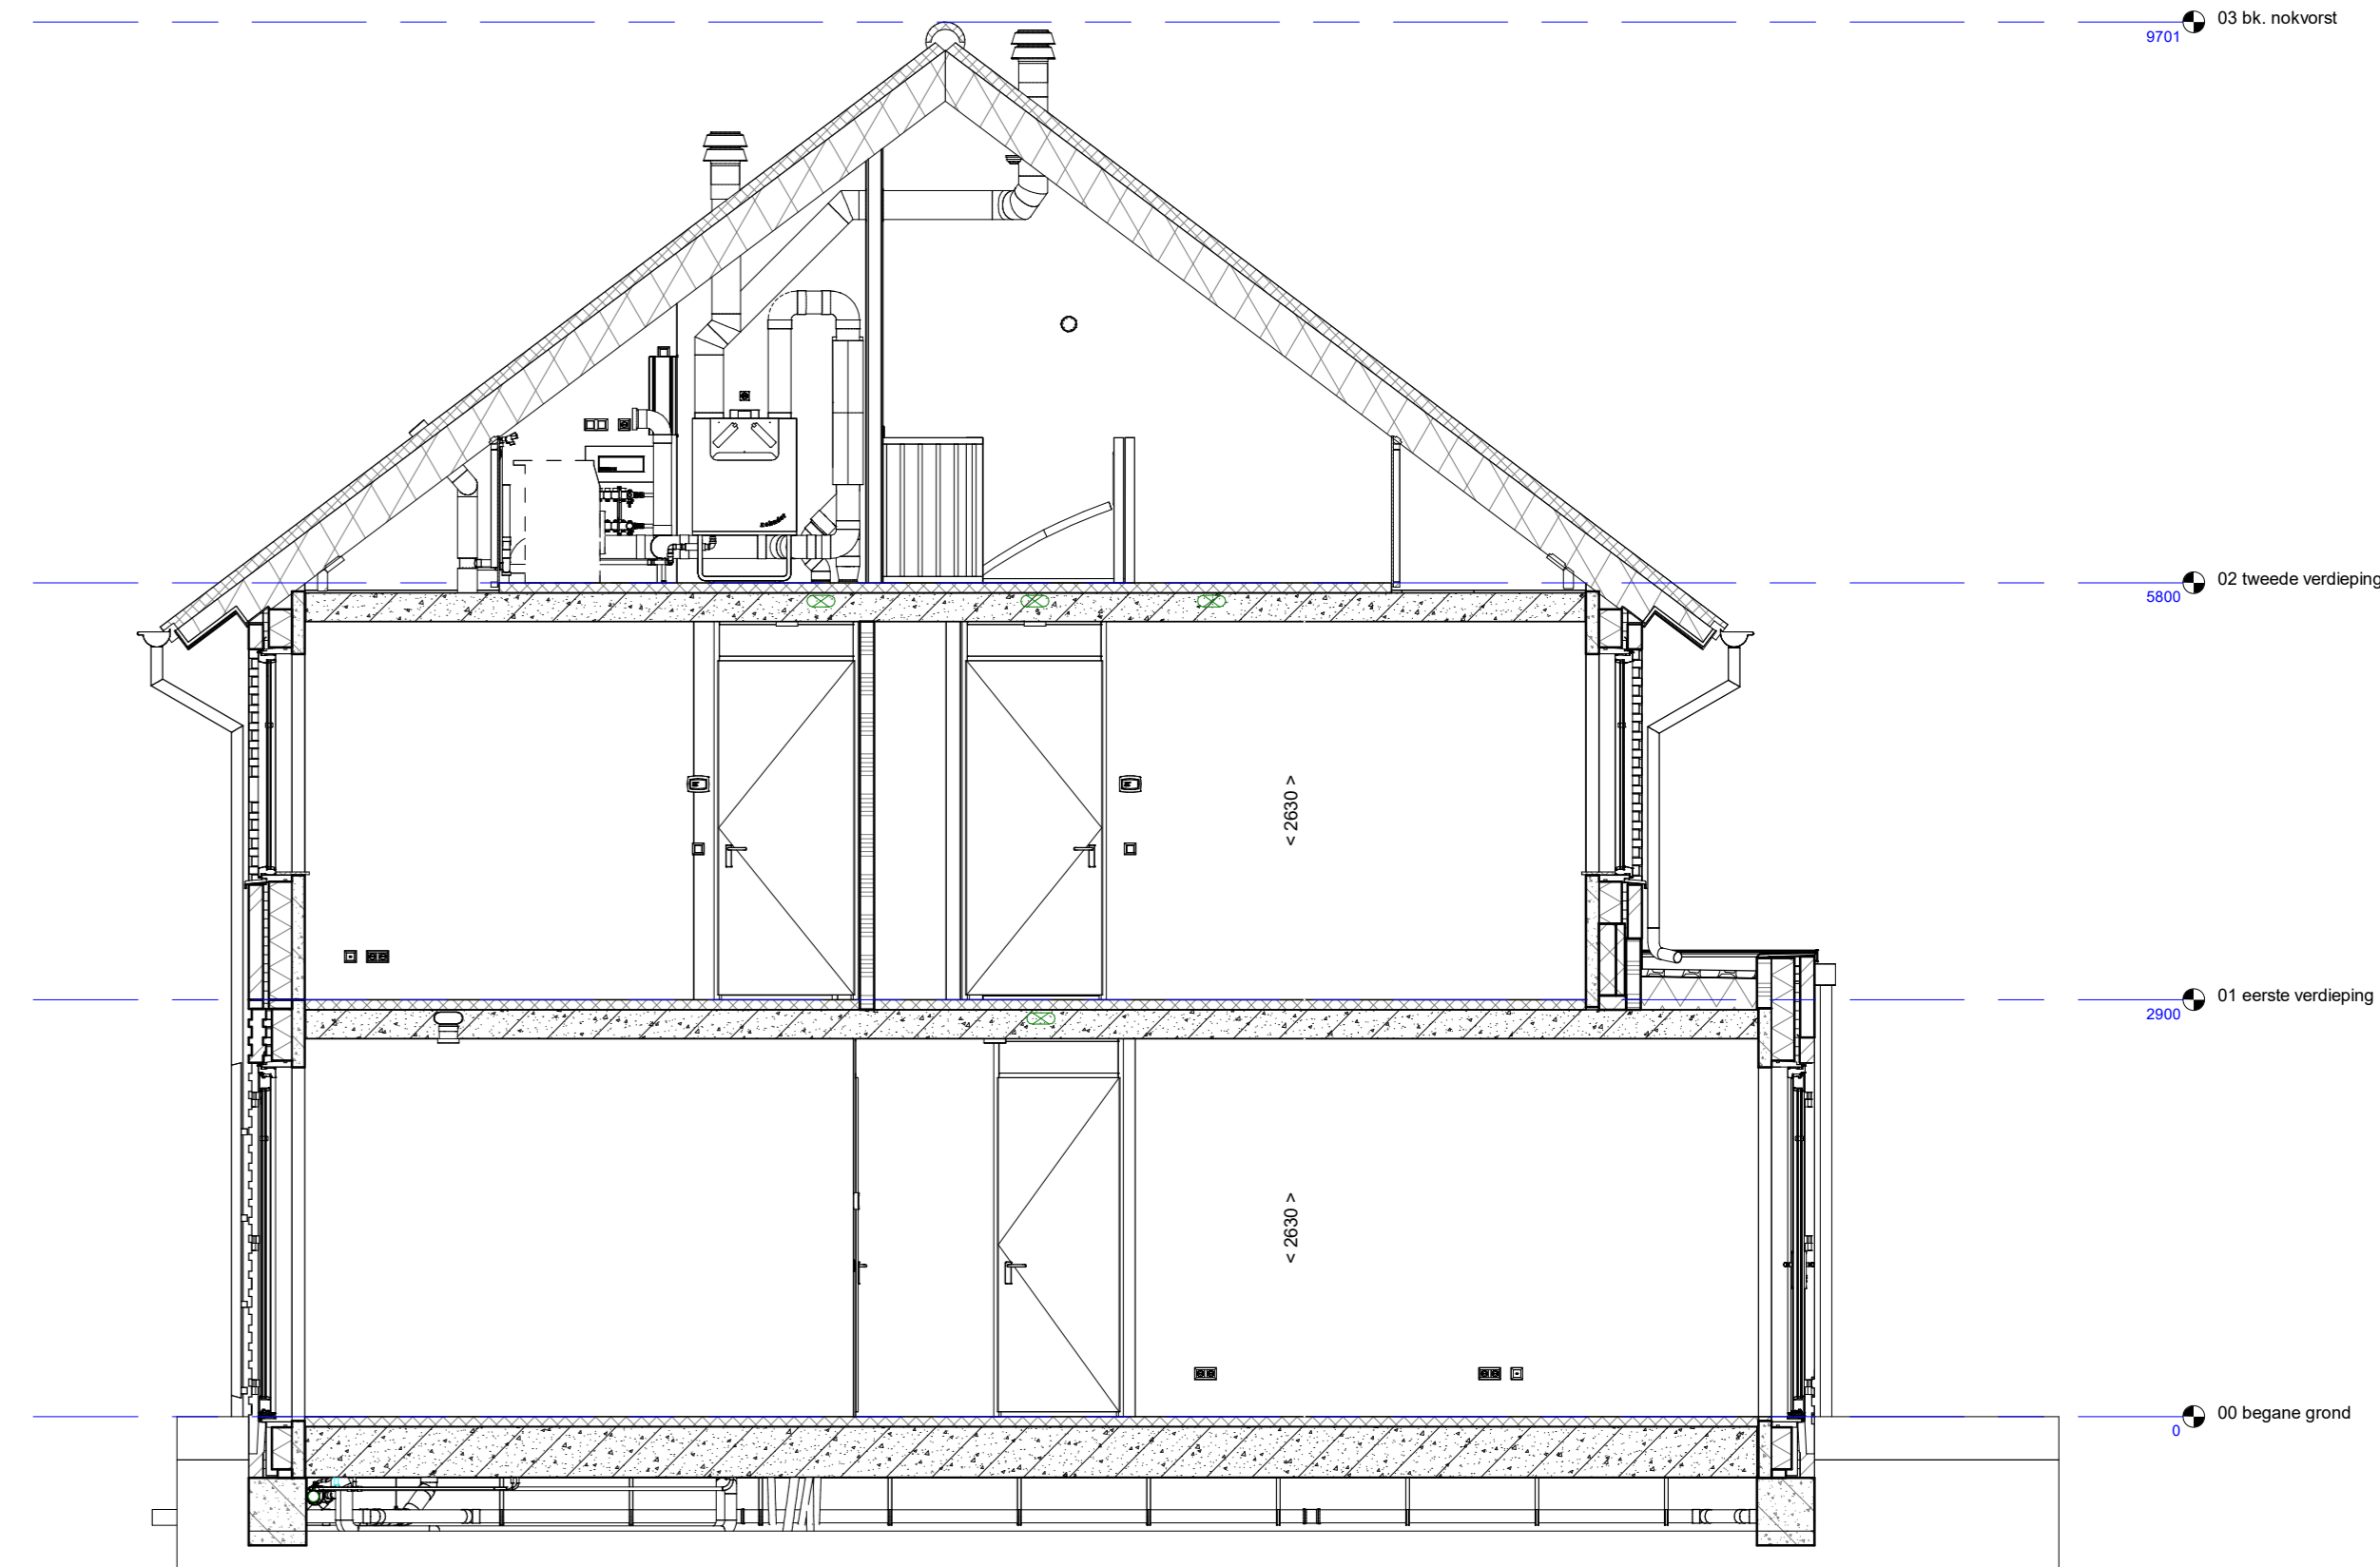 03 bk. nokvorst
9701
02 tweede verdieping
5800
< 2630 >
01 eerste verdieping
2900
< 2630 >
00 begane grond
0